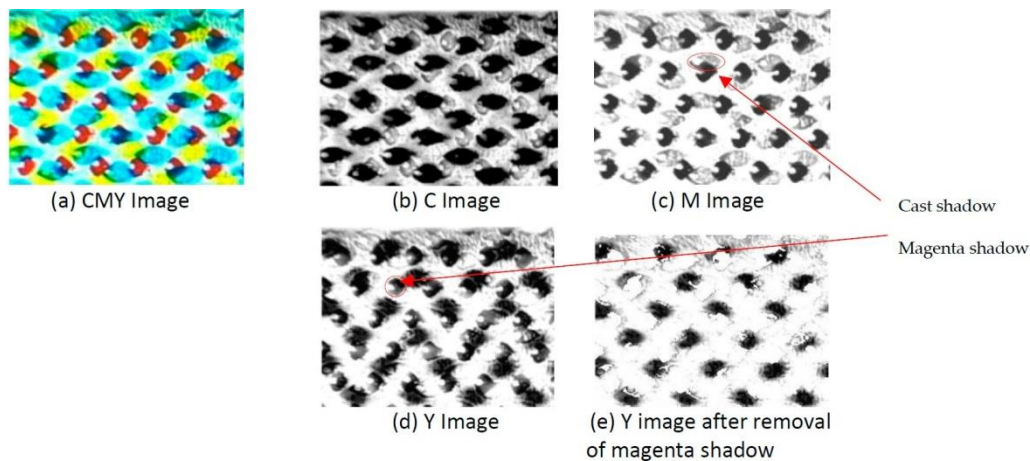 (a) CMY Image
(b) C Image
(c) M Image
Cast shadow
Magenta shadow
(d) Y Image
(e) Y image after removal
of magenta shadow